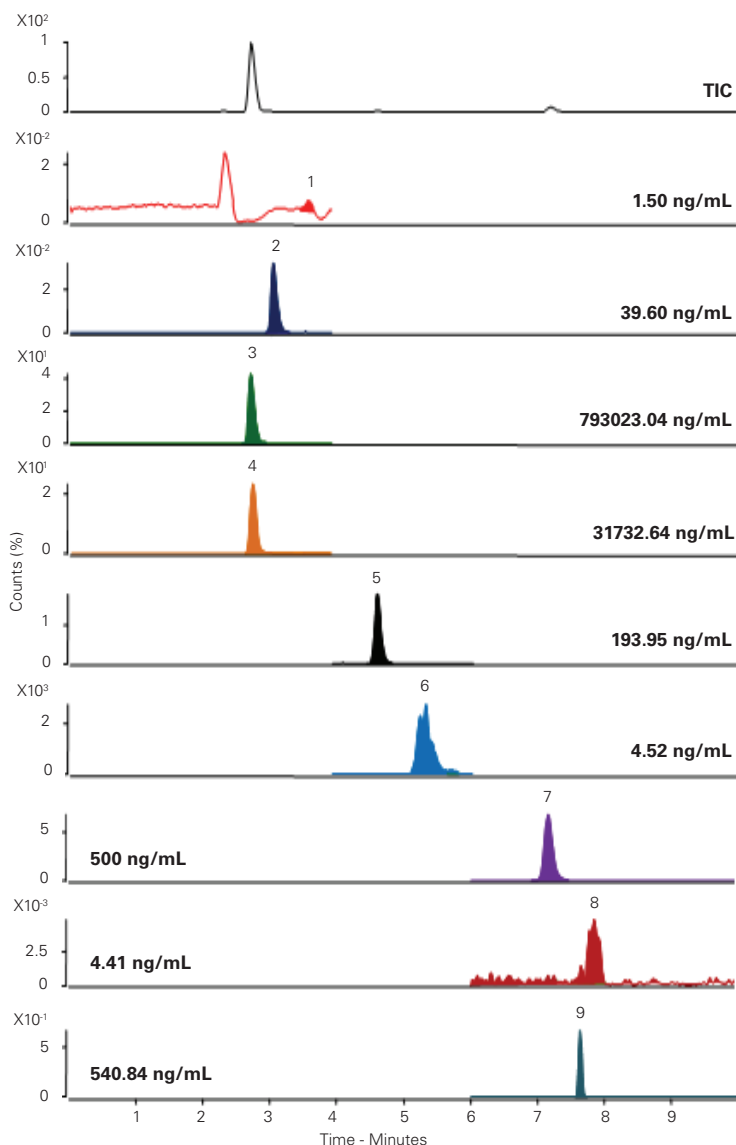 X10²
1
0.5
0
TIC
X10-²
2
0
1
1.50 ng/mL
X10-²
2
0
2
39.60 ng/mL
X10¹
4
2
0
3
793023.04 ng/mL
X10¹
2
0
4
31732.64 ng/mL
Counts (%)
1
0
5
193.95 ng/mL
X10³
2
0
6
4.52 ng/mL
5
0
7
500 ng/mL
X10-³
2.5
0
8
4.41 ng/mL
X10-¹
5
0
9
540.84 ng/mL
1 2 3 4 5 6 7 8 9
Time - Minutes